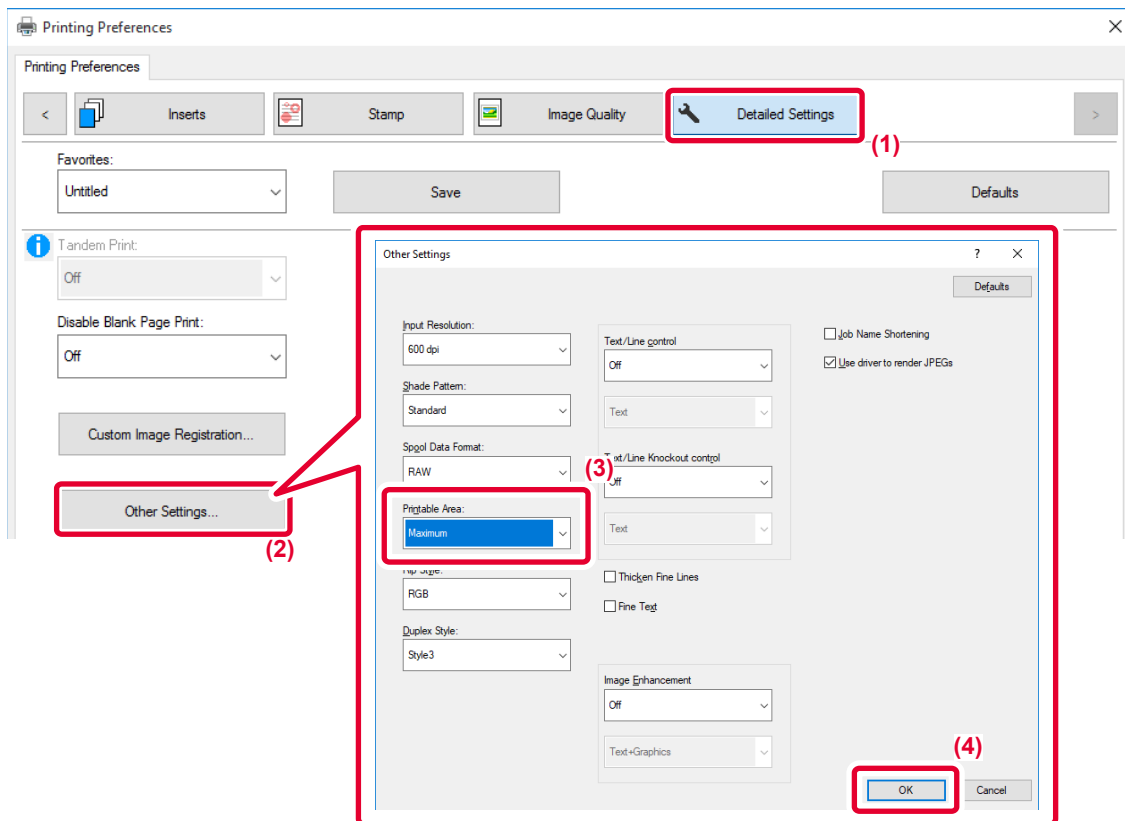 Printing Preferences
Printing Preferences
<
Inserts
Stamp
Image Quality
Detailed Settings
>
(1)
Favorites:
Untitled
Save
Defaults
Tandem Print:
Off
Disable Blank Page Print:
Off
Custom Image Registration...
Other Settings...
(2)
Other Settings
?
Defaults
Input Resolution:
600 dpi
Shade Pattern:
Standard
Spool Data Format:
RAW
(3)
Printable Area:
Maximum
Rip Style:
RGB
Duplex Style:
Style3
Text/Line control
Off
Text
Text/Line Knockout control
Off
Text
Thicken Fine Lines
Fine Text
Image Enhancement
Off
Text+Graphics
Job Name Shortening
Use driver to render JPEGs
(4)
OK
Cancel